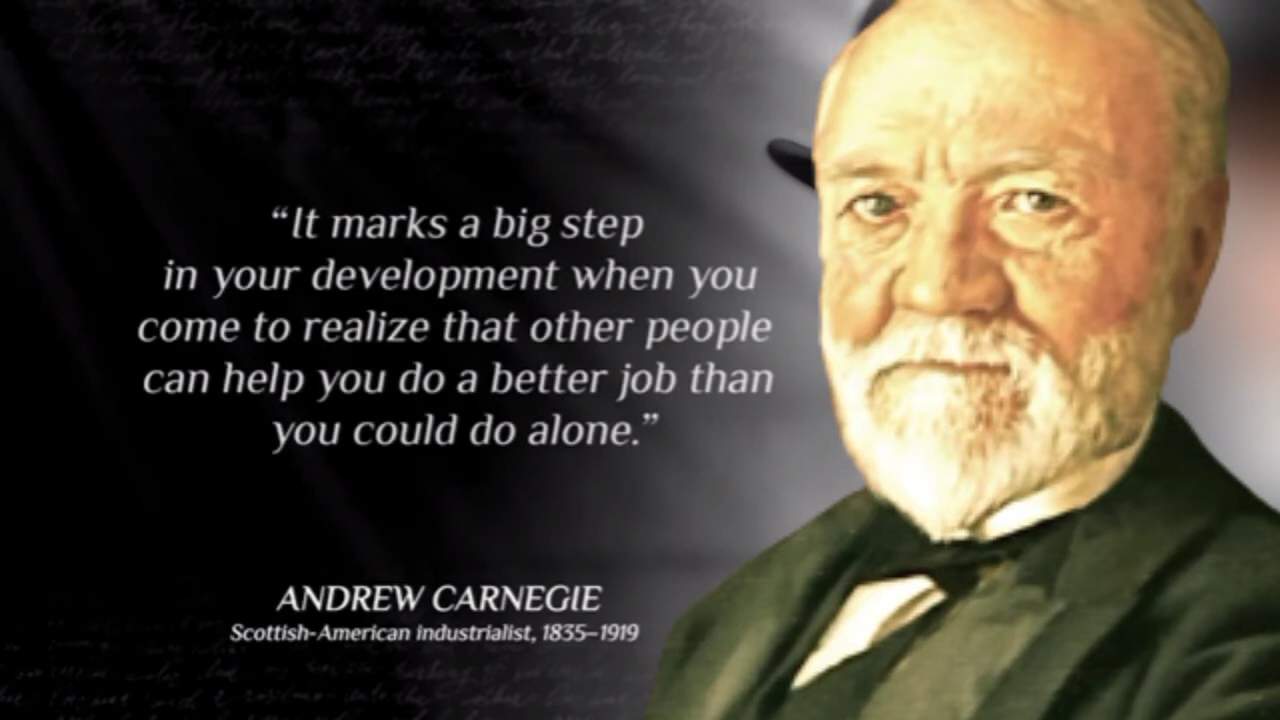 “It marks a big step
in your development when you
come to realize that other people
can help you do a better job than
you could do alone.”
ANDREW CARNEGIE
Scottish-American industrialist, 1835–1919